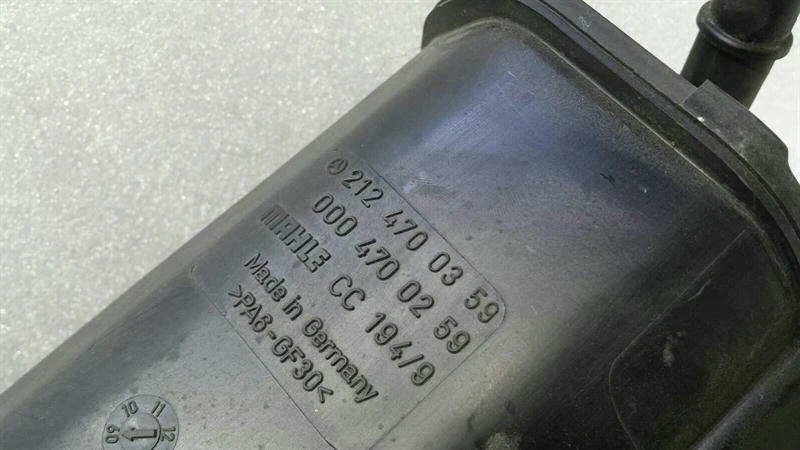 212 470 03 59
000 470 02 59
MAHLE CC 194/9
Made in Germany
>PA6-GF30<
09 10 11 12